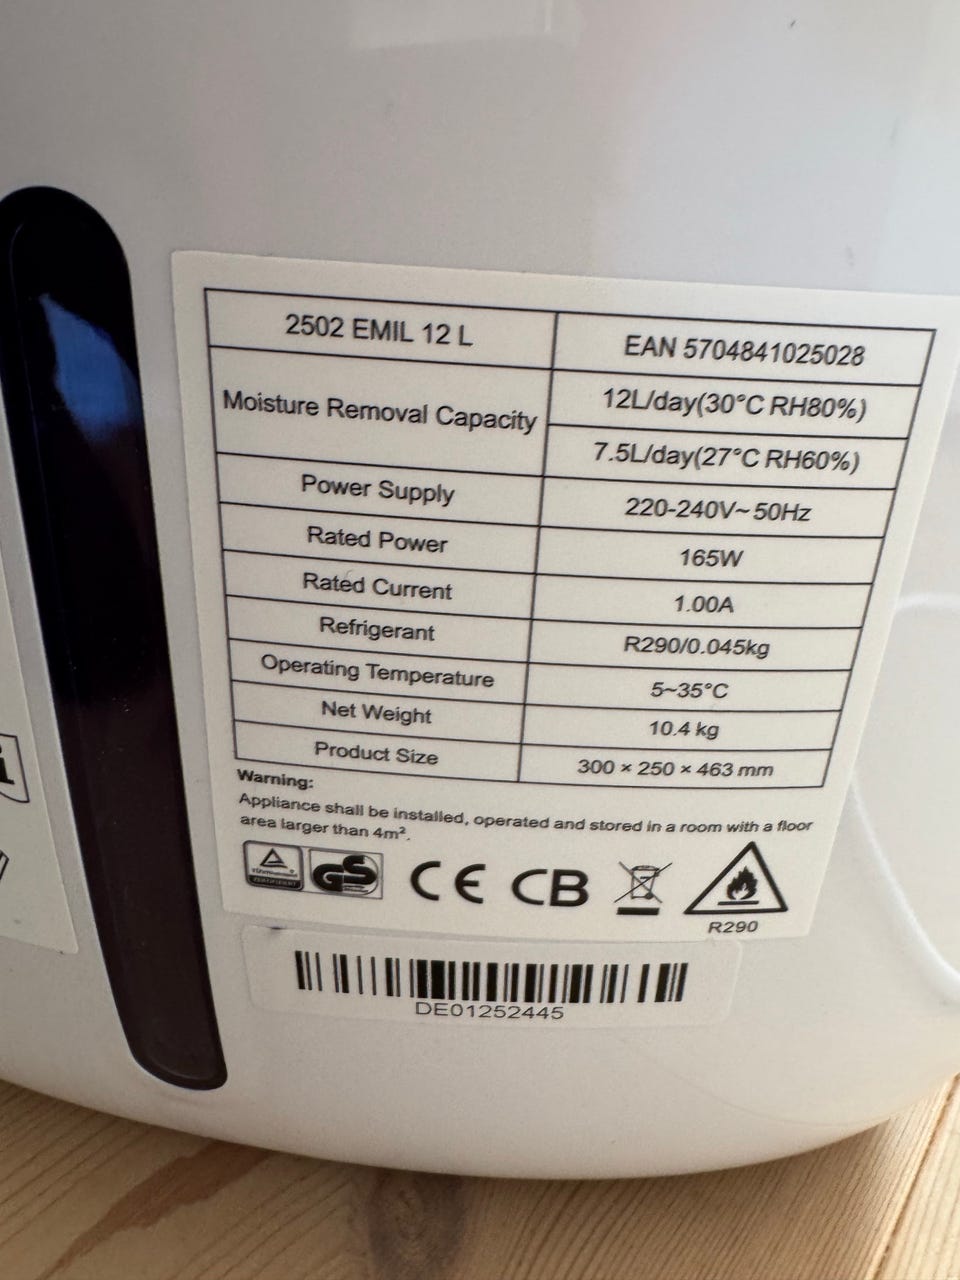 2502 EMIL 12 L
EAN 5704841025028
Moisture Removal Capacity
12L/day(30°C RH80%)
7.5L/day(27°C RH60%)
Power Supply
220-240V~50Hz
Rated Power
165W
Rated Current
1.00A
Refrigerant
R290/0.045kg
Operating Temperature
5~35°C
Net Weight
10.4 kg
Product Size
300 × 250 × 463 mm
Warning:
Appliance shall be installed, operated and stored in a room with a floor
area larger than 4m².
GS
CE
CB
R290
DE01252445